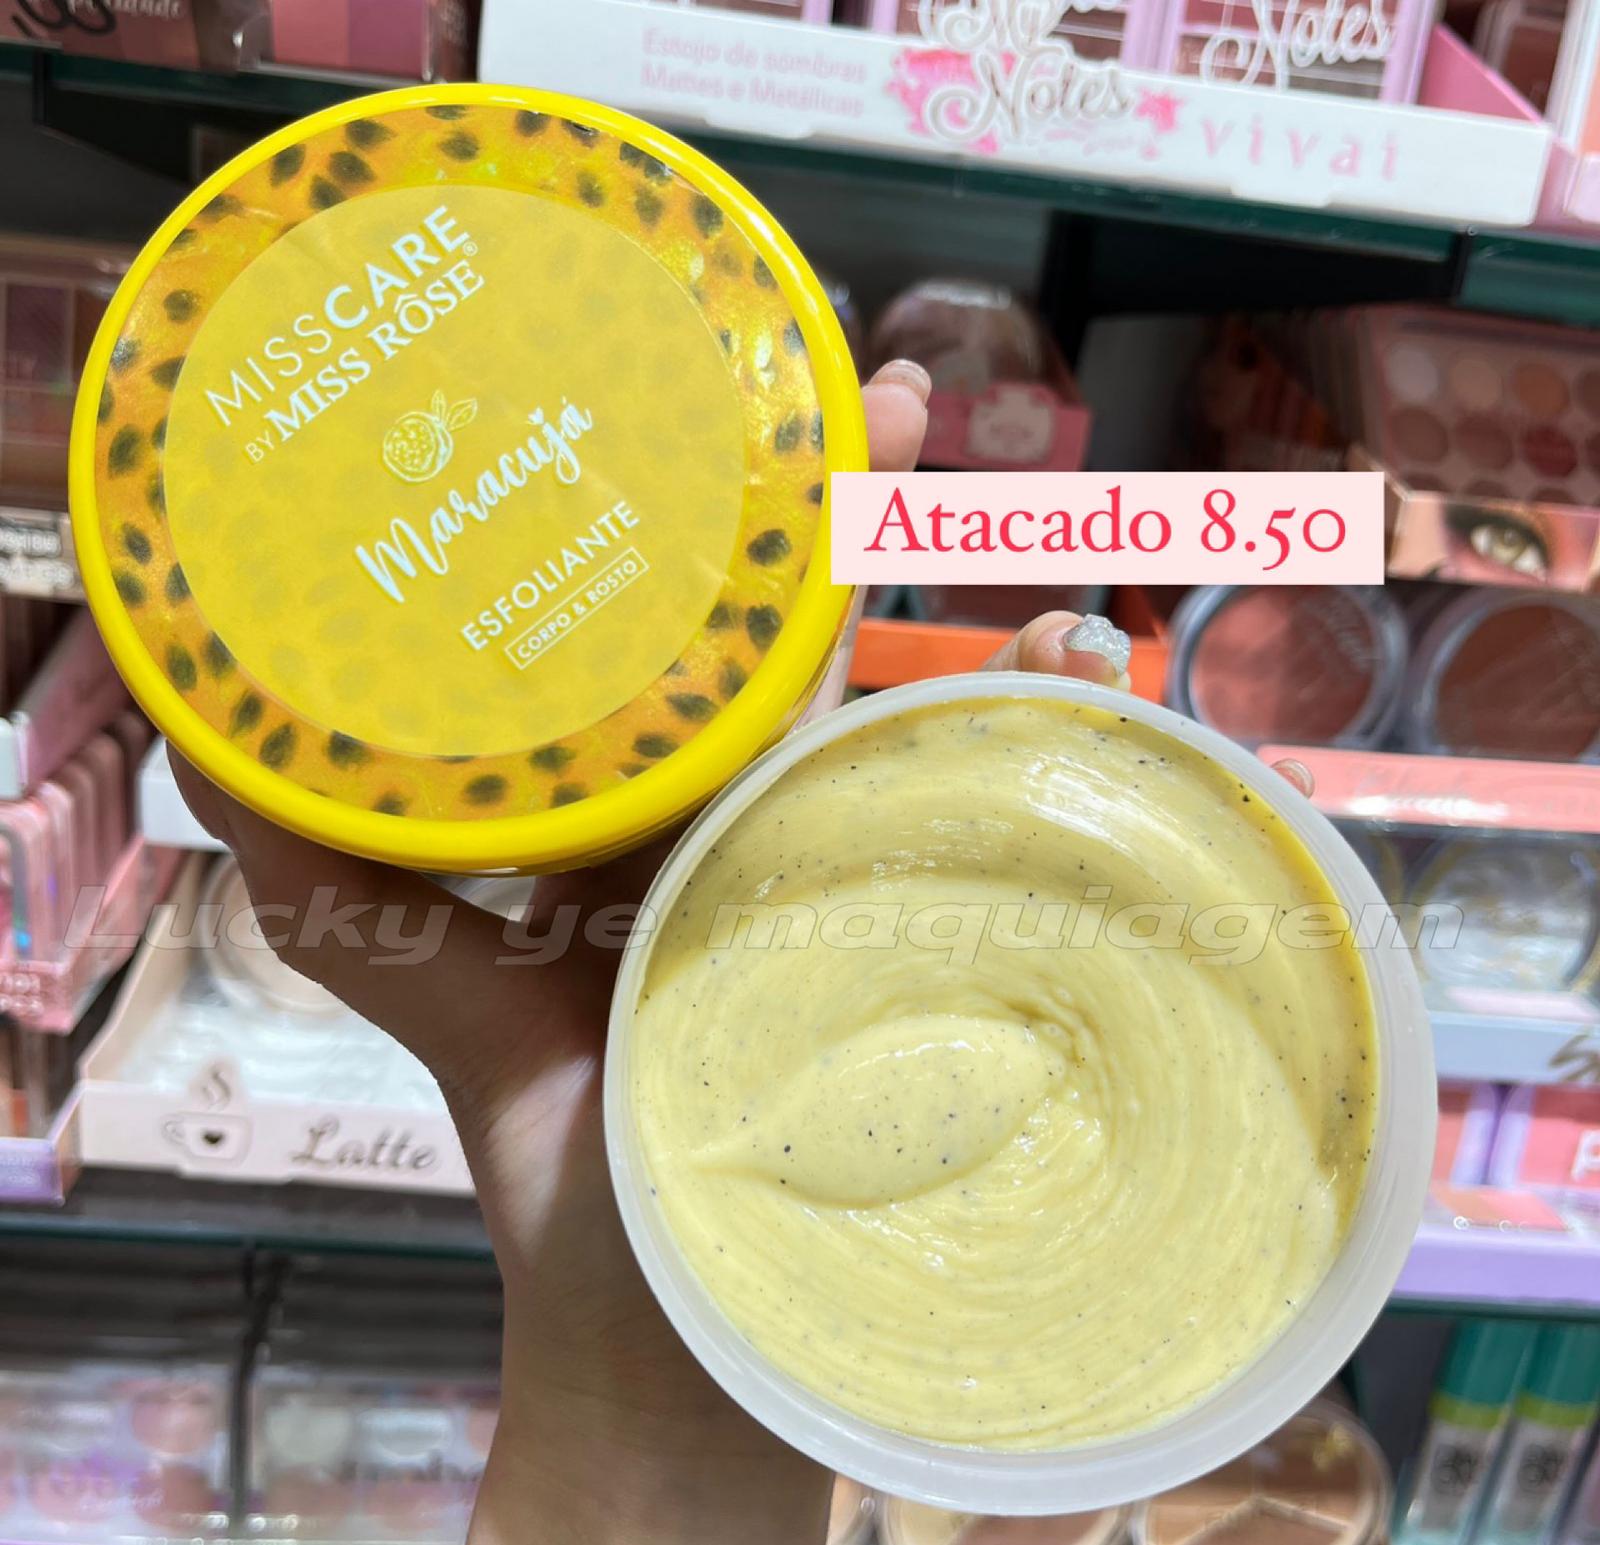 Estojo de sombras
Mattes e Metálicas
Notes
Notes
vivai
MISSCARE
BY MISS RÔSE®
Maracujá
ESFOLIANTE
CORPO & ROSTO
Atacado 8.50
Lucky ye maquiagem
Latte